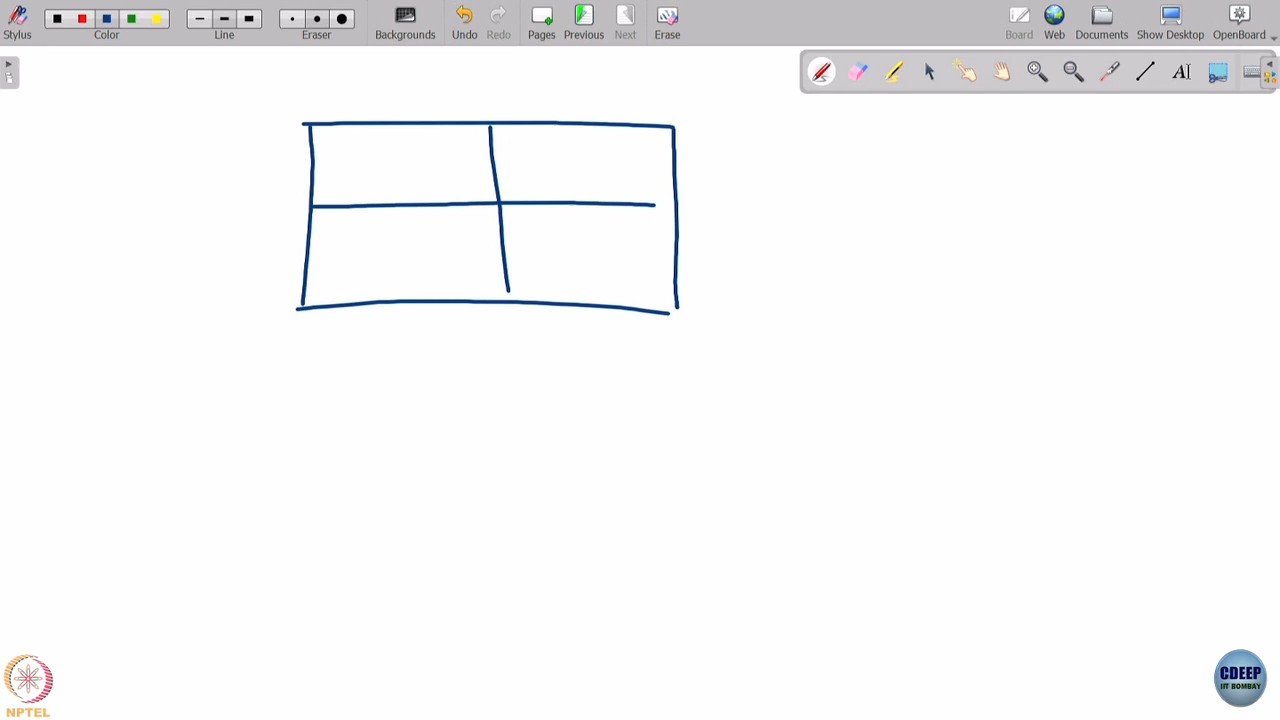 Stylus
Color
Line
Eraser
Backgrounds
Undo
Redo
Pages
Previous
Next
Erase
Board
Web
Documents
Show Desktop
OpenBoard
AI
NPTEL
CDEEP
IIT BOMBAY